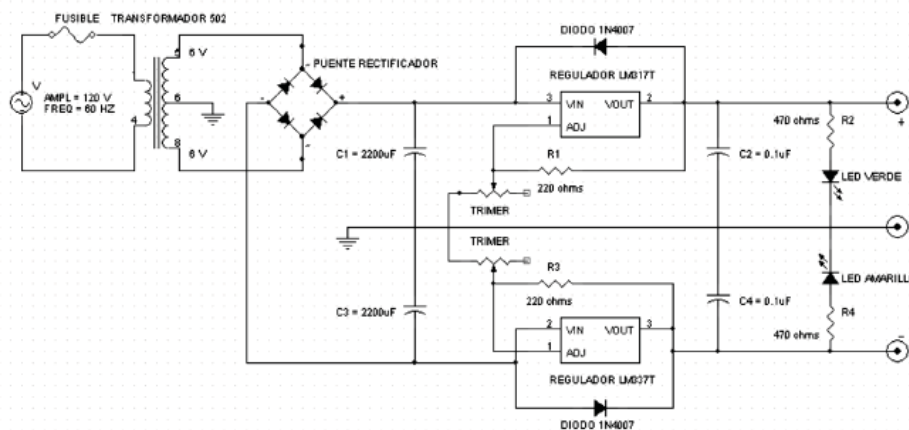 FUSIBLE TRANSFORMADOR 502
DIODO 1N4007
5
6 V
- PUENTE RECTIFICADOR
REGULADOR LM317T
V
AMPL = 120 V
FREQ = 60 HZ
4
6
- +
3 VIN VOUT 2
1 ADJ
470 ohms R2
+
8
6 V
-
C1 = 2200uF
R1
C2 = 0.1uF
220 ohms
LED VERDE
TRIMER
TRIMER
R3
LED AMARILL
C3 = 2200uF
220 ohms
C4 = 0.1uF
R4
2 VIN VOUT 3
470 ohms
-
1 ADJ
REGULADOR LM337T
DIODO 1N4007